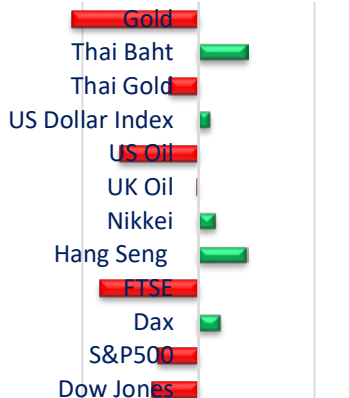 Gold
Thai Baht
Thai Gold
US Dollar Index
US Oil
UK Oil
Nikkei
Hang Seng
FTSE
Dax
S&P500
Dow Jones